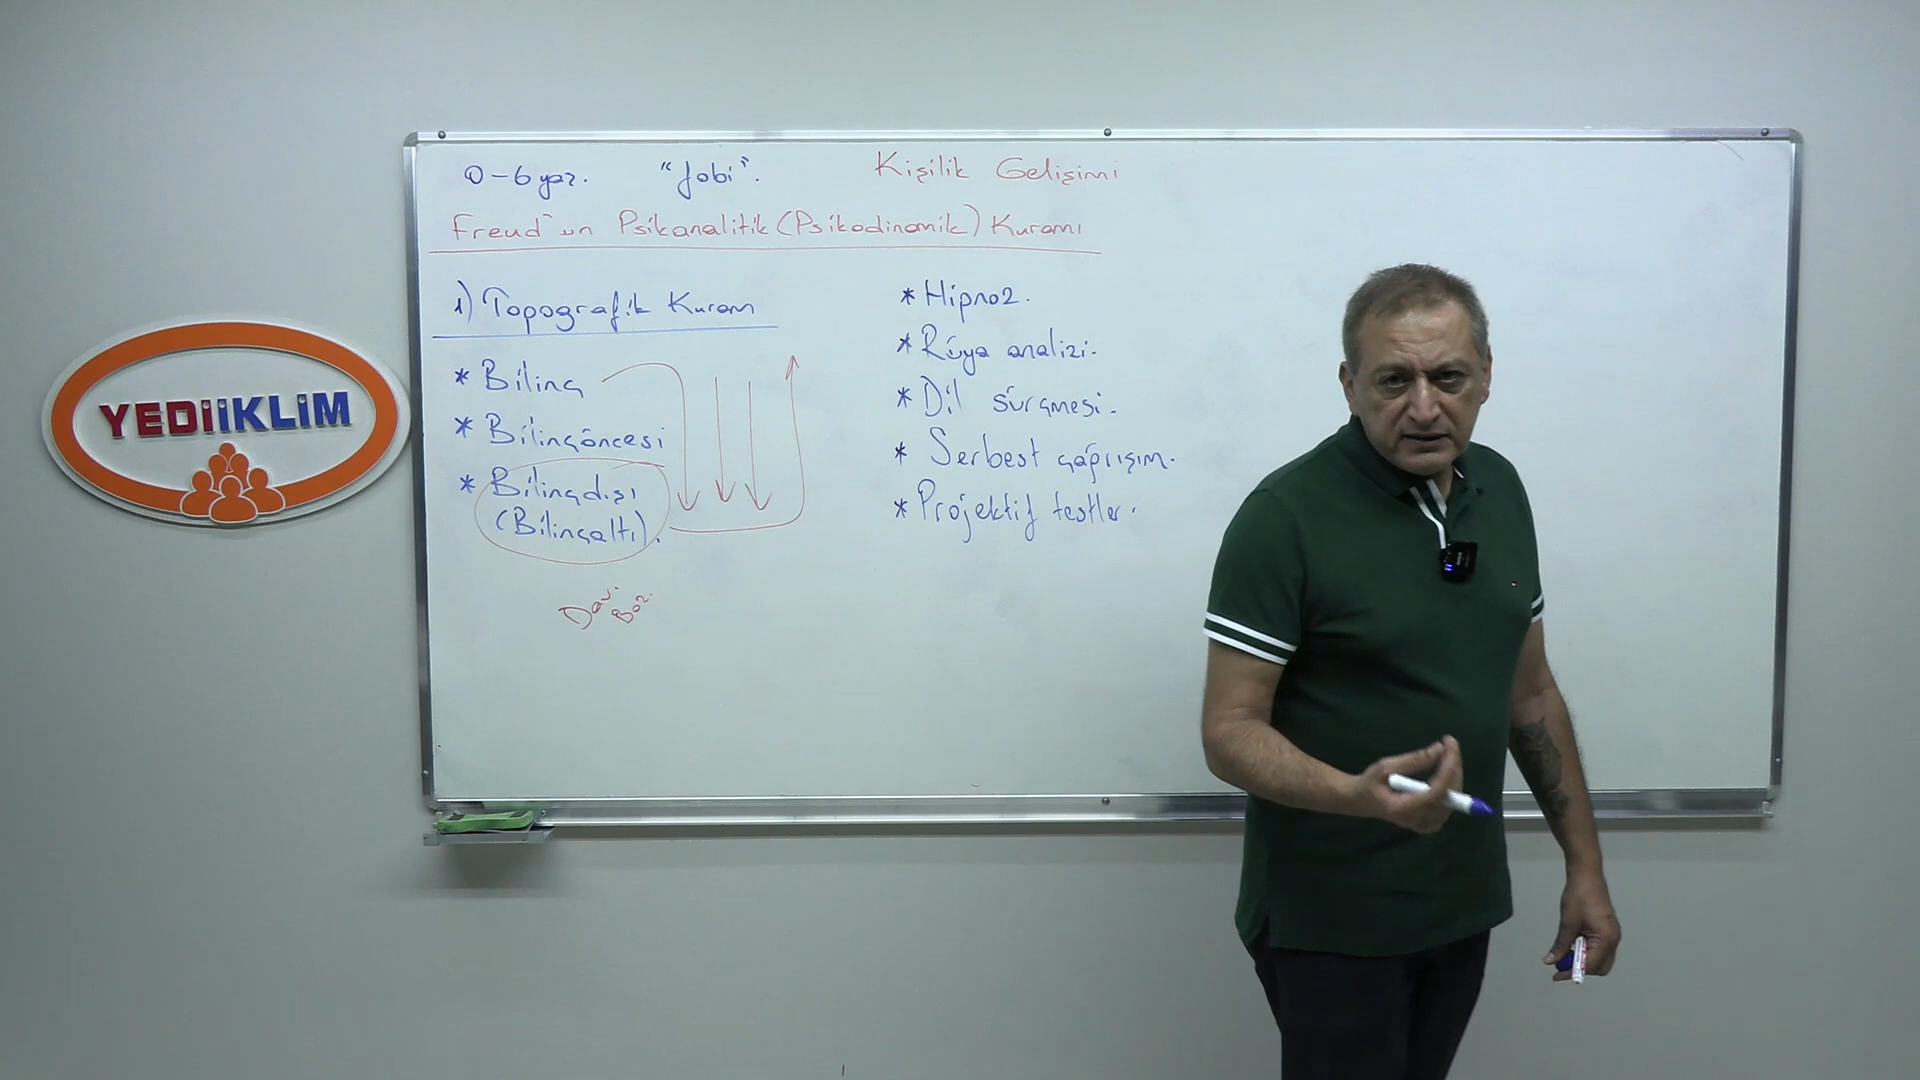 YEDİİKLİM
0-6 yaş. "fobi". Kişilik Gelişimi
Freud'un Psikanalitik (Psikodinamik) Kuramı
1) Topografik Kuram
* Bilinç
* Bilinçöncesi
* Bilinçdışı
(Bilinçaltı).
* Hipnoz.
* Rüya analizi.
* Dil sürçmesi.
* Serbest çağrışım.
* Projektif testler.